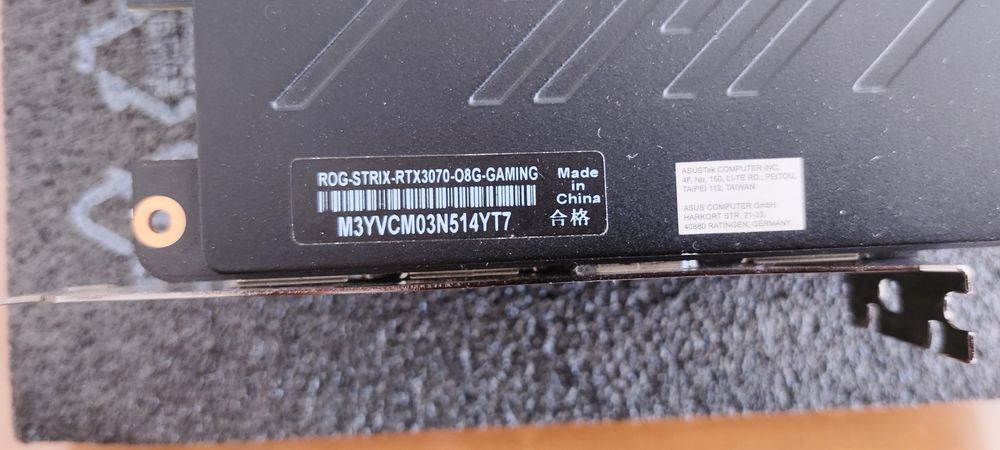 ROG-STRIX-RTX3070-O8G-GAMING
M3YVCM03N514YT7
Made
in
China
合格
ASUSTek COMPUTER INC.
4F, No. 150, LI-TE RD., PEITOU,
TAIPEI 112, TAIWAN
ASUS COMPUTER GmbH
HARKORT STR. 21-23,
40880 RATINGEN, GERMANY